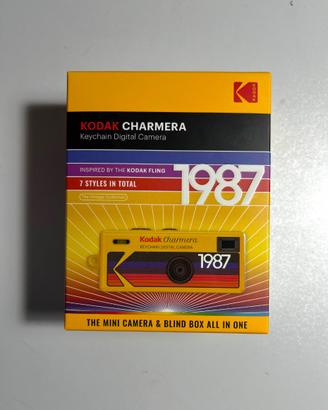 Kodak
KODAK CHARMERA
Keychain Digital Camera
INSPIRED BY THE KODAK FLING
7 STYLES IN TOTAL
1987
Kodak Charmera
KEYCHAIN DIGITAL CAMERA
1987
THE MINI CAMERA & BLIND BOX ALL IN ONE